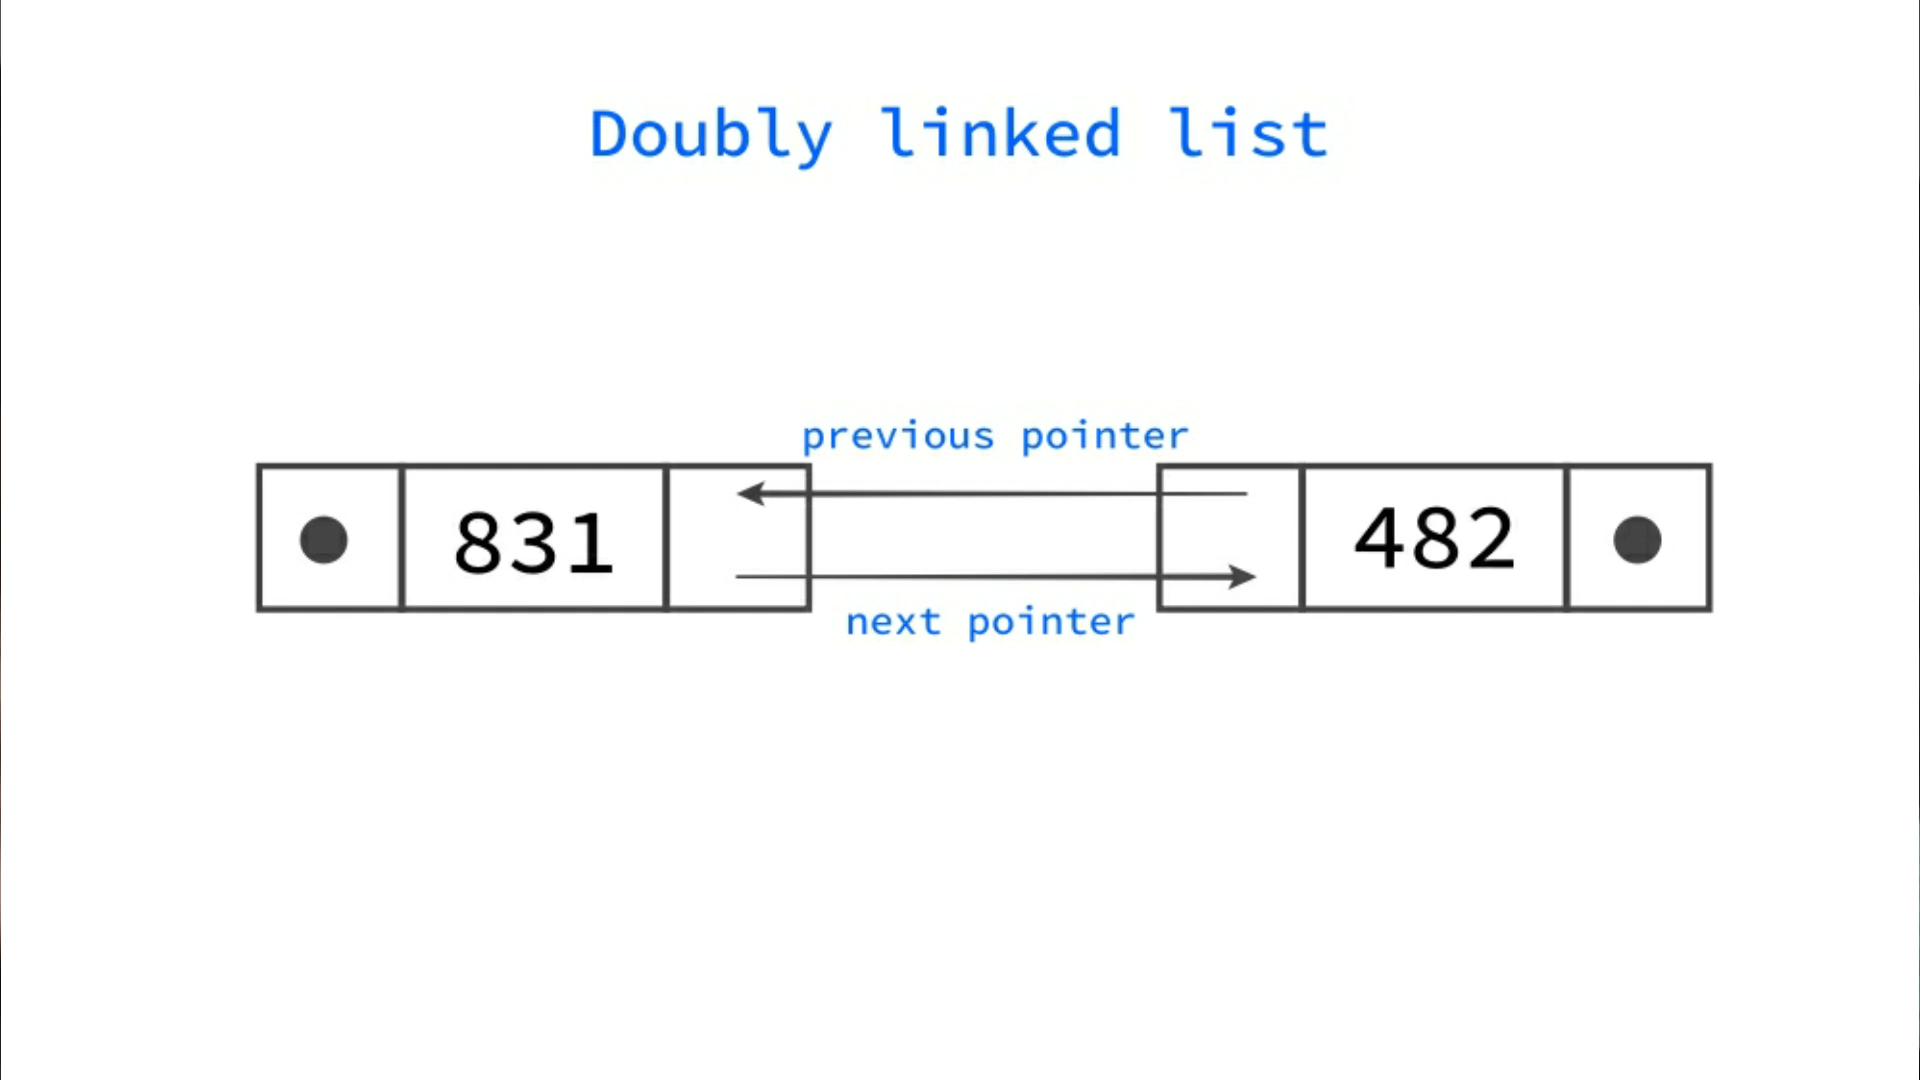 Doubly linked list
previous pointer
831
482
next pointer